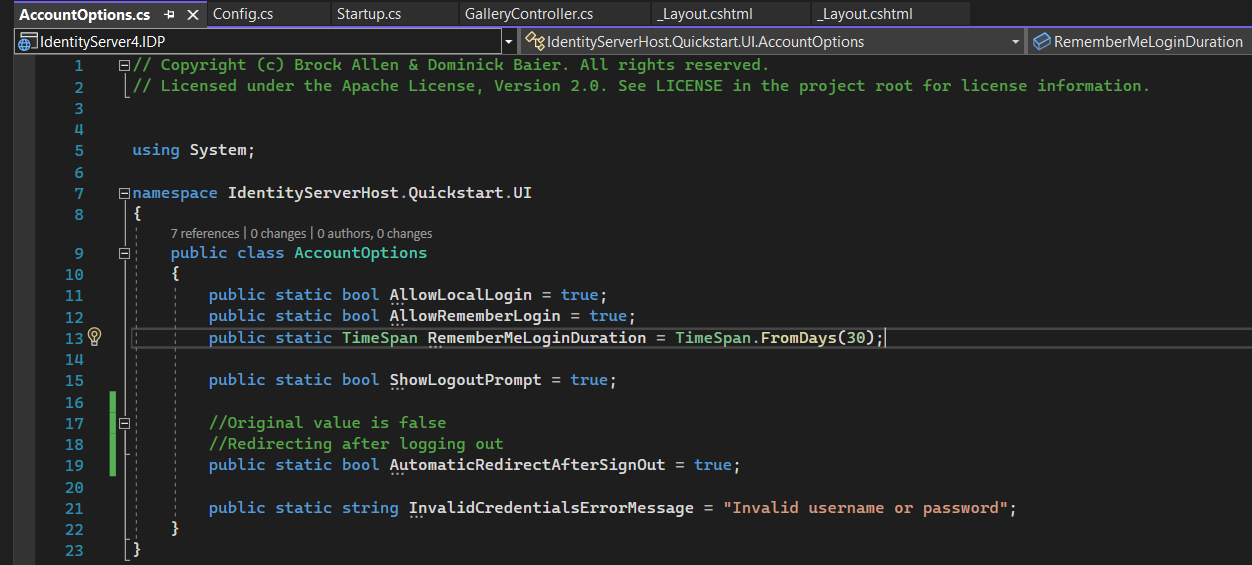 AccountOptions.cs
Config.cs
Startup.cs
GalleryController.cs
_Layout.cshtml
_Layout.cshtml
IdentityServer4.IDP
IdentityServerHost.Quickstart.UI.AccountOptions
RememberMeLoginDuration
1 // Copyright (c) Brock Allen & Dominick Baier. All rights reserved.
2 // Licensed under the Apache License, Version 2.0. See LICENSE in the project root for license information.
3
4
5 using System;
6
7 namespace IdentityServerHost.Quickstart.UI
8 {
7 references | 0 changes | 0 authors, 0 changes
9 public class AccountOptions
10 {
11 public static bool AllowLocalLogin = true;
12 public static bool AllowRememberLogin = true;
13 public static TimeSpan RememberMeLoginDuration = TimeSpan.FromDays(30);
14
15 public static bool ShowLogoutPrompt = true;
16
17 //Original value is false
18 //Redirecting after logging out
19 public static bool AutomaticRedirectAfterSignOut = true;
20
21 public static string InvalidCredentialsErrorMessage = "Invalid username or password";
22 }
23 }